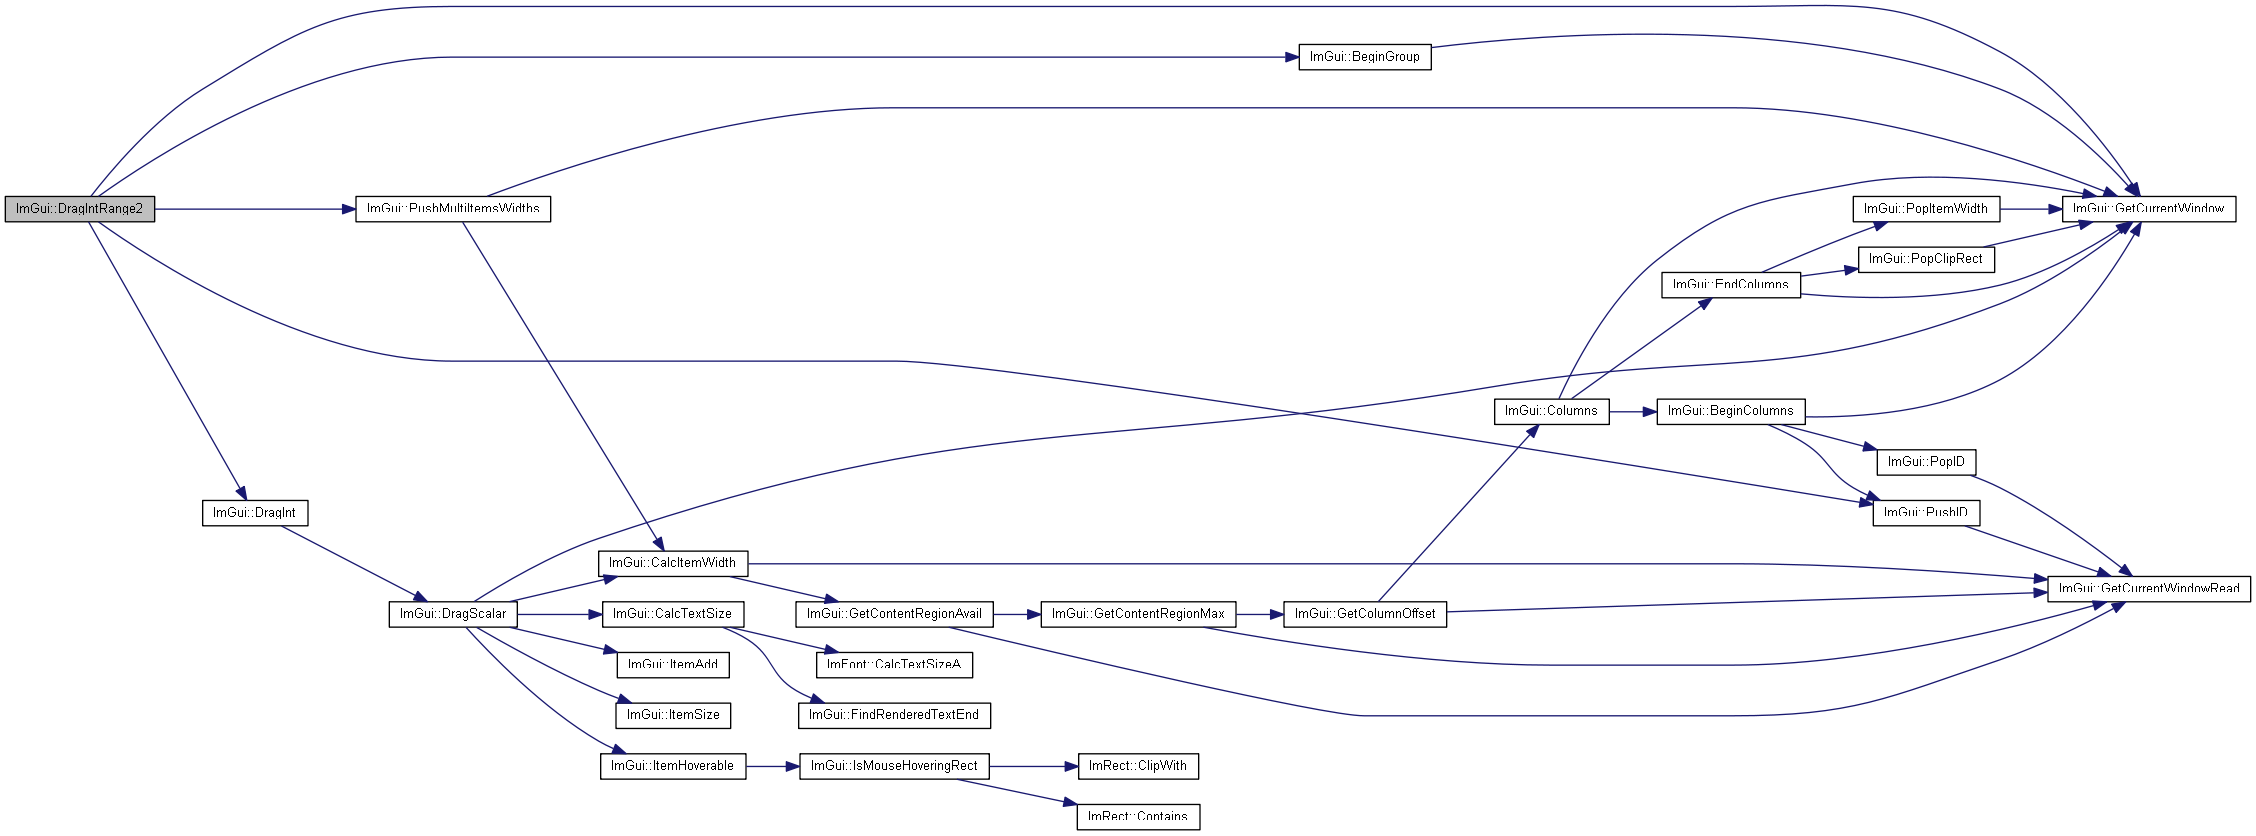 ImGui::BeginGroup
ImGui::DragIntRange2
ImGui::PushMultiItemsWidths
ImGui::PopItemWidth
ImGui::GetCurrentWindow
ImGui::PopClipRect
ImGui::EndColumns
ImGui::Columns
ImGui::BeginColumns
ImGui::PopID
ImGui::DragInt
ImGui::PushID
ImGui::CalcItemWidth
ImGui::GetCurrentWindowRead
ImGui::DragScalar
ImGui::CalcTextSize
ImGui::GetContentRegionAvail
ImGui::GetContentRegionMax
ImGui::GetColumnOffset
ImGui::ItemAdd
ImFont::CalcTextSizeA
ImGui::ItemSize
ImGui::FindRenderedTextEnd
ImGui::ItemHoverable
ImGui::IsMouseHoveringRect
ImRect::ClipWith
ImRect::Contains